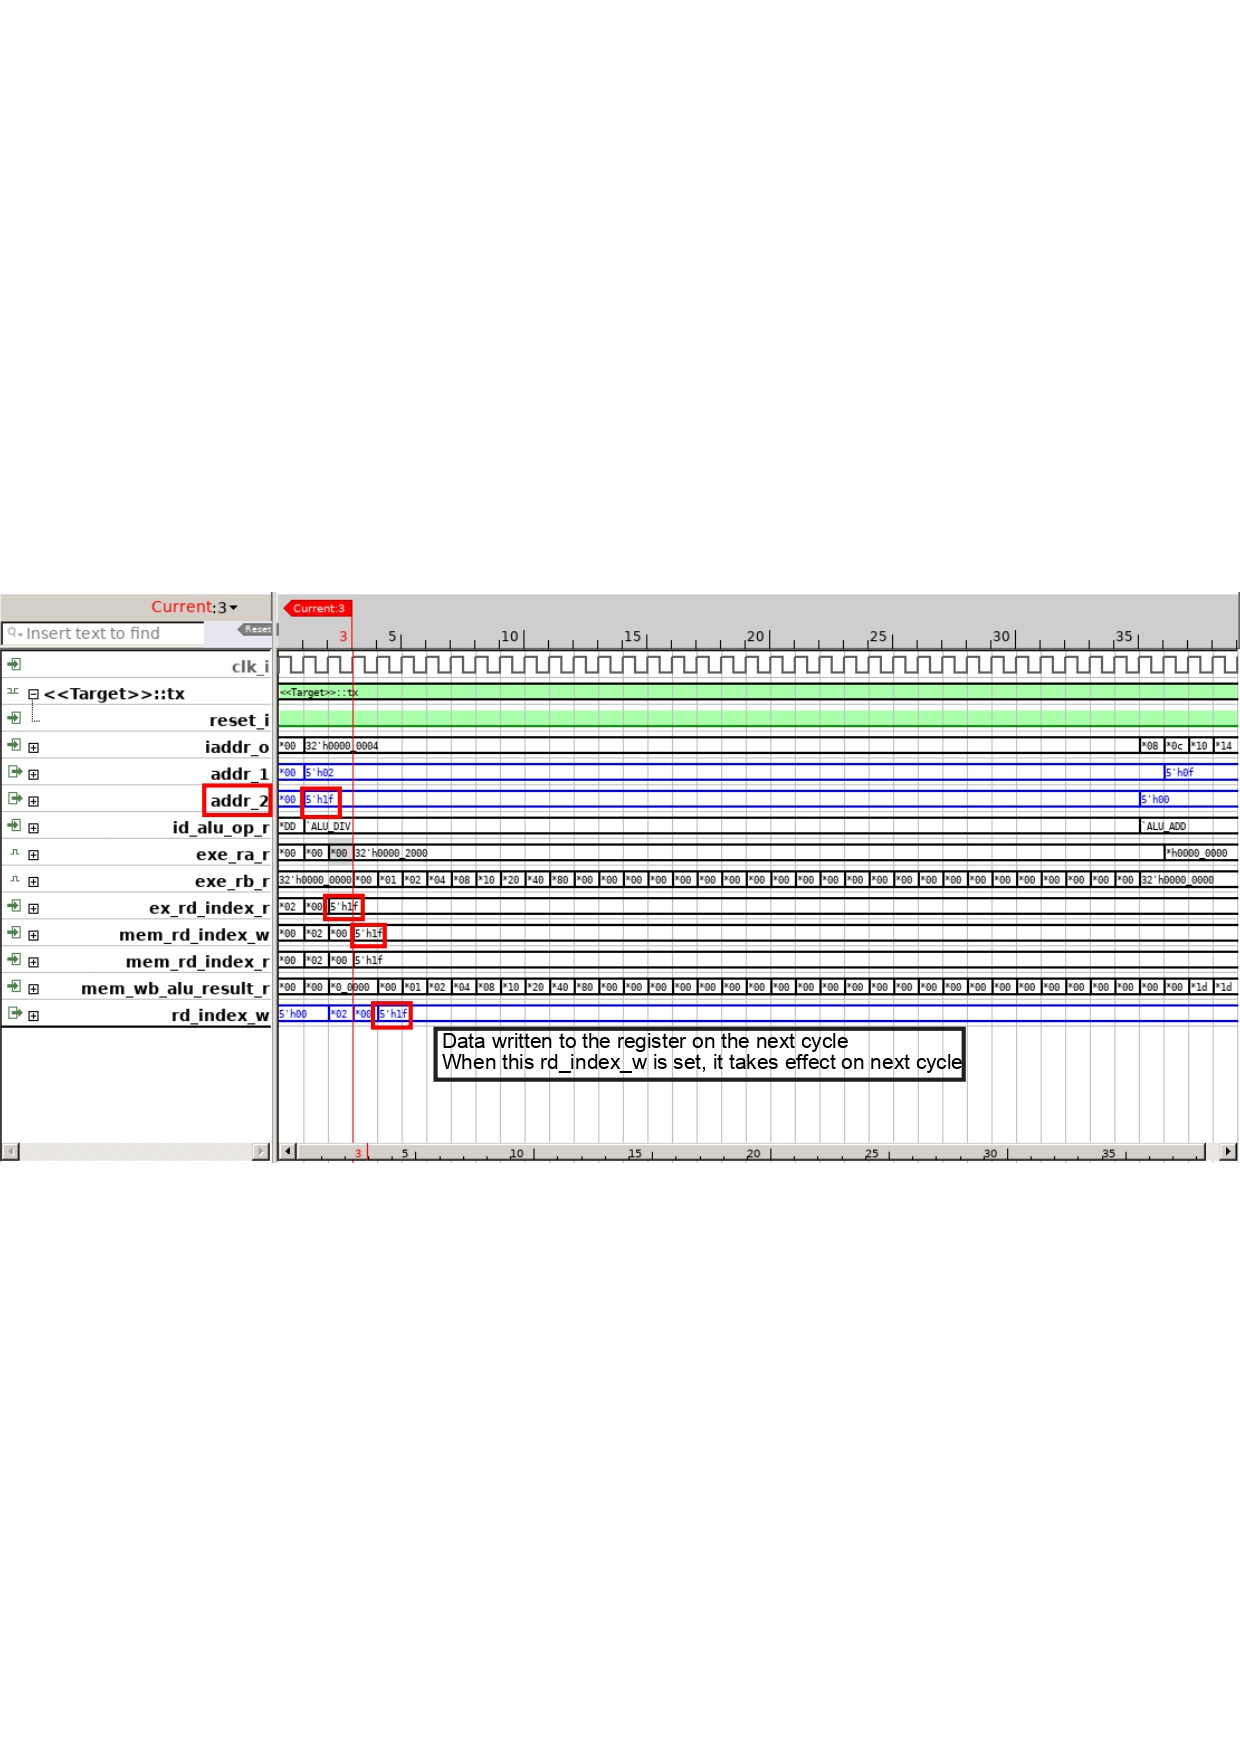 Current:3 Current:3
Insert text to find Reset 3 5 10 15 20 25 30 35
clk_i
<<Target>>::tx <<Target>>::tx
reset_i
iaddr_o *00 32'h0000_0004 *08 *0c *10 *14
addr_1 *00 5'h02 5'h0f
addr_2 *00 5'h1f 5'h00
id_alu_op_r *DD `ALU_DIV `ALU_ADD
exe_ra_r *00 *00 *00 32'h0000_2000 *h0000_0000
exe_rb_r 32'h0000_0000 *00 *01 *02 *04 *08 *10 *20 *40 *80 *00 *00 *00 *00 *00 *00 *00 *00 *00 *00 *00 *00 *00 *00 *00 *00 *00 *00 *00 *00 *00 *00 *00 32'h0000_0000
ex_rd_index_r *02 *00 5'h1f
mem_rd_index_w *00 *02 *00 5'h1f
mem_rd_index_r *00 *02 *00 5'h1f
mem_wb_alu_result_r *00 *00 *0_0000 *00 *01 *02 *04 *08 *10 *20 *40 *80 *00 *00 *00 *00 *00 *00 *00 *00 *00 *00 *00 *00 *00 *00 *00 *00 *00 *00 *00 *00 *00 *00 *00 *00 *1d *1d
rd_index_w 5'h00 *02 *00 5'h1f
Data written to the register on the next cycle
When this rd_index_w is set, it takes effect on next cycle
3 5 10 15 20 25 30 35